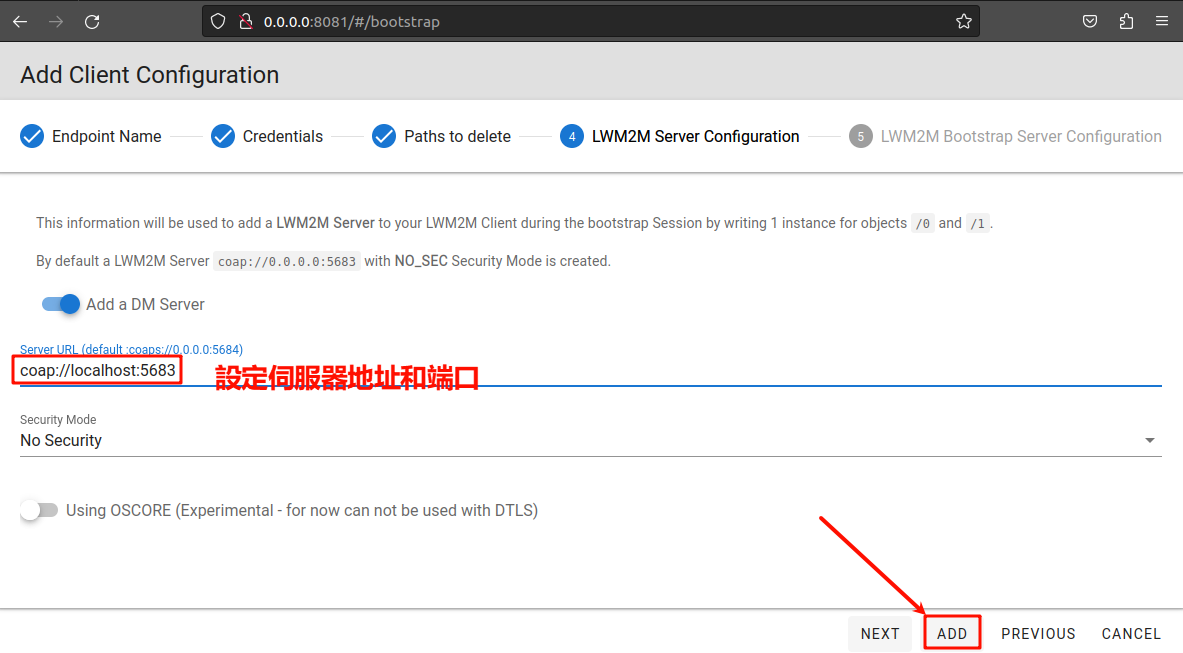 0.0.0.0:8081/#/bootstrap
Add Client Configuration
Endpoint Name
Credentials
Paths to delete
4 LWM2M Server Configuration
5 LWM2M Bootstrap Server Configuration
This information will be used to add a LWM2M Server to your LWM2M Client during the bootstrap Session by writing 1 instance for objects /0 and /1.
By default a LWM2M Server coap://0.0.0.0:5683 with NO_SEC Security Mode is created.
Add a DM Server
Server URL (default :coaps://0.0.0.0:5684)
coap://localhost:5683
設定伺服器地址和端口
Security Mode
No Security
Using OSCORE (Experimental - for now can not be used with DTLS)
NEXT
ADD
PREVIOUS
CANCEL